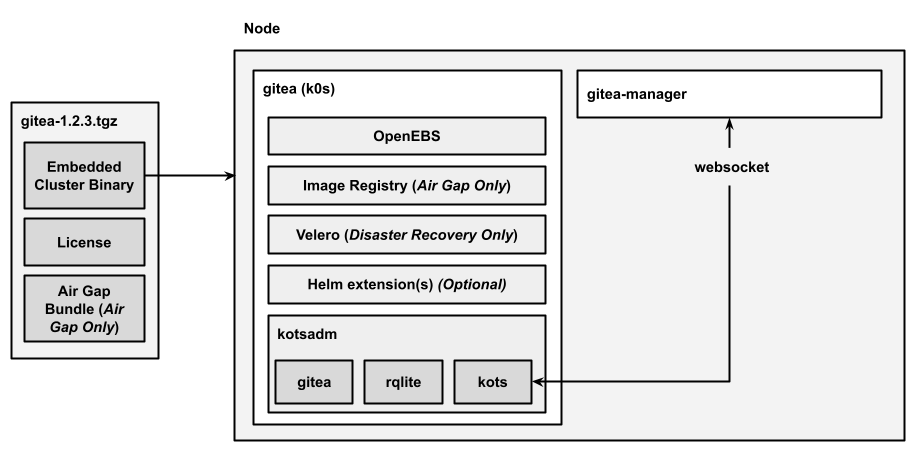 Node
gitea-1.2.3.tgz
Embedded
Cluster Binary
License
Air Gap
Bundle (Air
Gap Only)
gitea (k0s)
OpenEBS
Image Registry (Air Gap Only)
Velero (Disaster Recovery Only)
Helm extension(s) (Optional)
kotsadm
gitea
rqlite
kots
gitea-manager
websocket